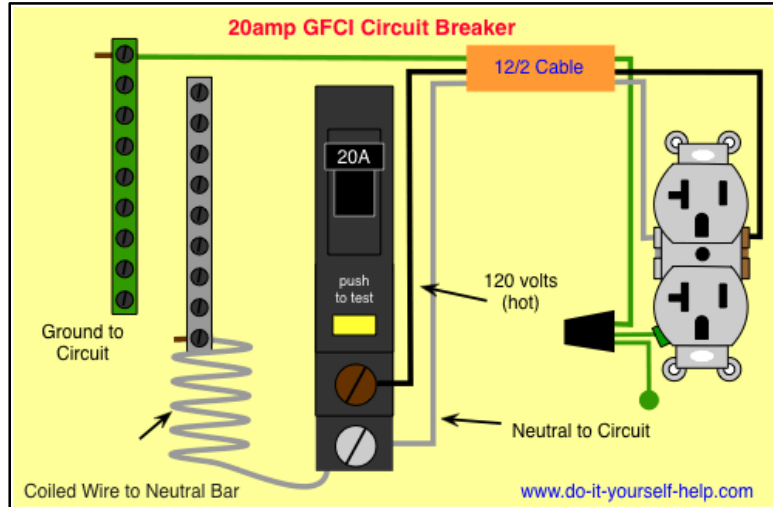 20amp GFCI Circuit Breaker
12/2 Cable
20A
push
to test
120 volts
(hot)
Ground to
Circuit
Neutral to Circuit
Coiled Wire to Neutral Bar
www.do-it-yourself-help.com